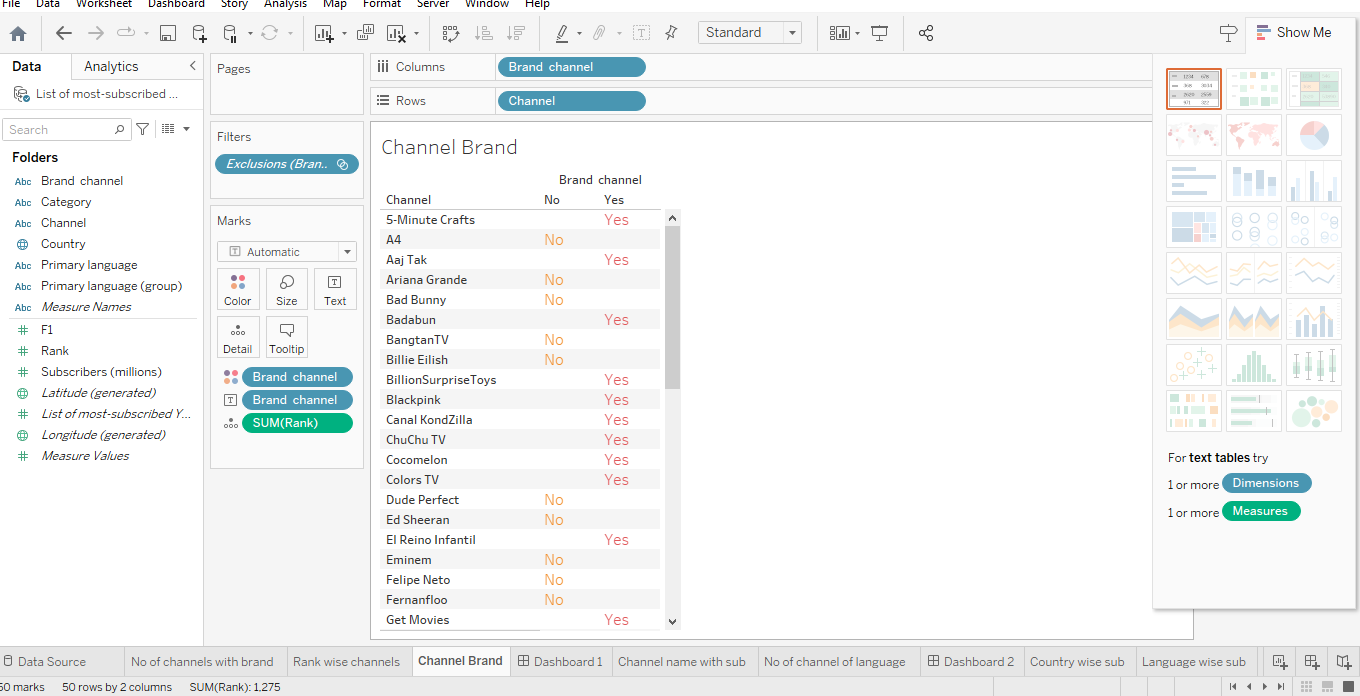 File Data Worksheet Dashboard Story Analysis Map Format Server Window Help
Standard
Show Me
Data Analytics
List of most-subscribed ...
Search
Folders
Abc Brand channel
Abc Category
Abc Channel
Country
Abc Primary language
Abc Primary language (group)
Abc Measure Names
F1
Rank
Subscribers (millions)
Latitude (generated)
List of most-subscribed Y...
Longitude (generated)
Measure Values
Pages
Filters
Exclusions (Bran..
Marks
Automatic
Color Size Text
Detail Tooltip
Brand channel
Brand channel
SUM(Rank)
Columns Brand channel
Rows Channel
Channel Brand
Brand channel
Channel No Yes
5-Minute Crafts Yes
A4 No
Aaj Tak Yes
Ariana Grande No
Bad Bunny No
Badabun Yes
BangtanTV No
Billie Eilish No
BillionSurpriseToys Yes
Blackpink Yes
Canal KondZilla Yes
ChuChu TV Yes
Cocomelon Yes
Colors TV Yes
Dude Perfect No
Ed Sheeran No
El Reino Infantil Yes
Eminem No
Felipe Neto No
Fernanfloo No
Get Movies Yes
For text tables try
1 or more Dimensions
1 or more Measures
Data Source No of channels with brand Rank wise channels Channel Brand Dashboard 1 Channel name with sub No of channel of language Dashboard 2 Country wise sub Language wise sub
50 marks 50 rows by 2 columns SUM(Rank): 1,275